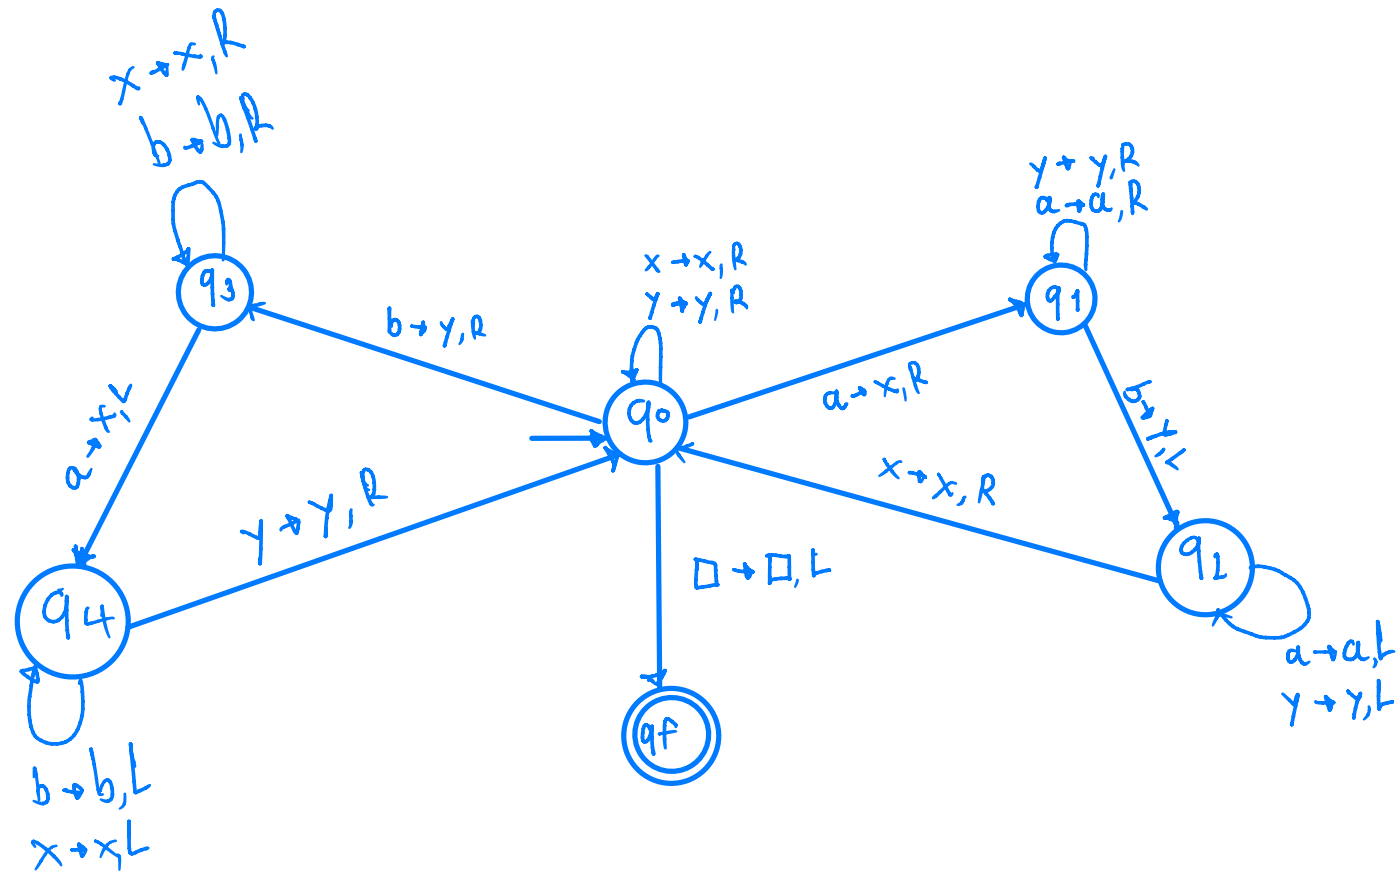 x→x,R
b→b,R
y→y,R
a→a,R
q3
x→x,R
y→y,R
q1
b→y,R
a→x,R
q0
a→x,L
b→y,L
y→y,R
x→x,R
q2
□→□,L
q4
a→a,L
y→y,L
qf
b→b,L
x→x,L